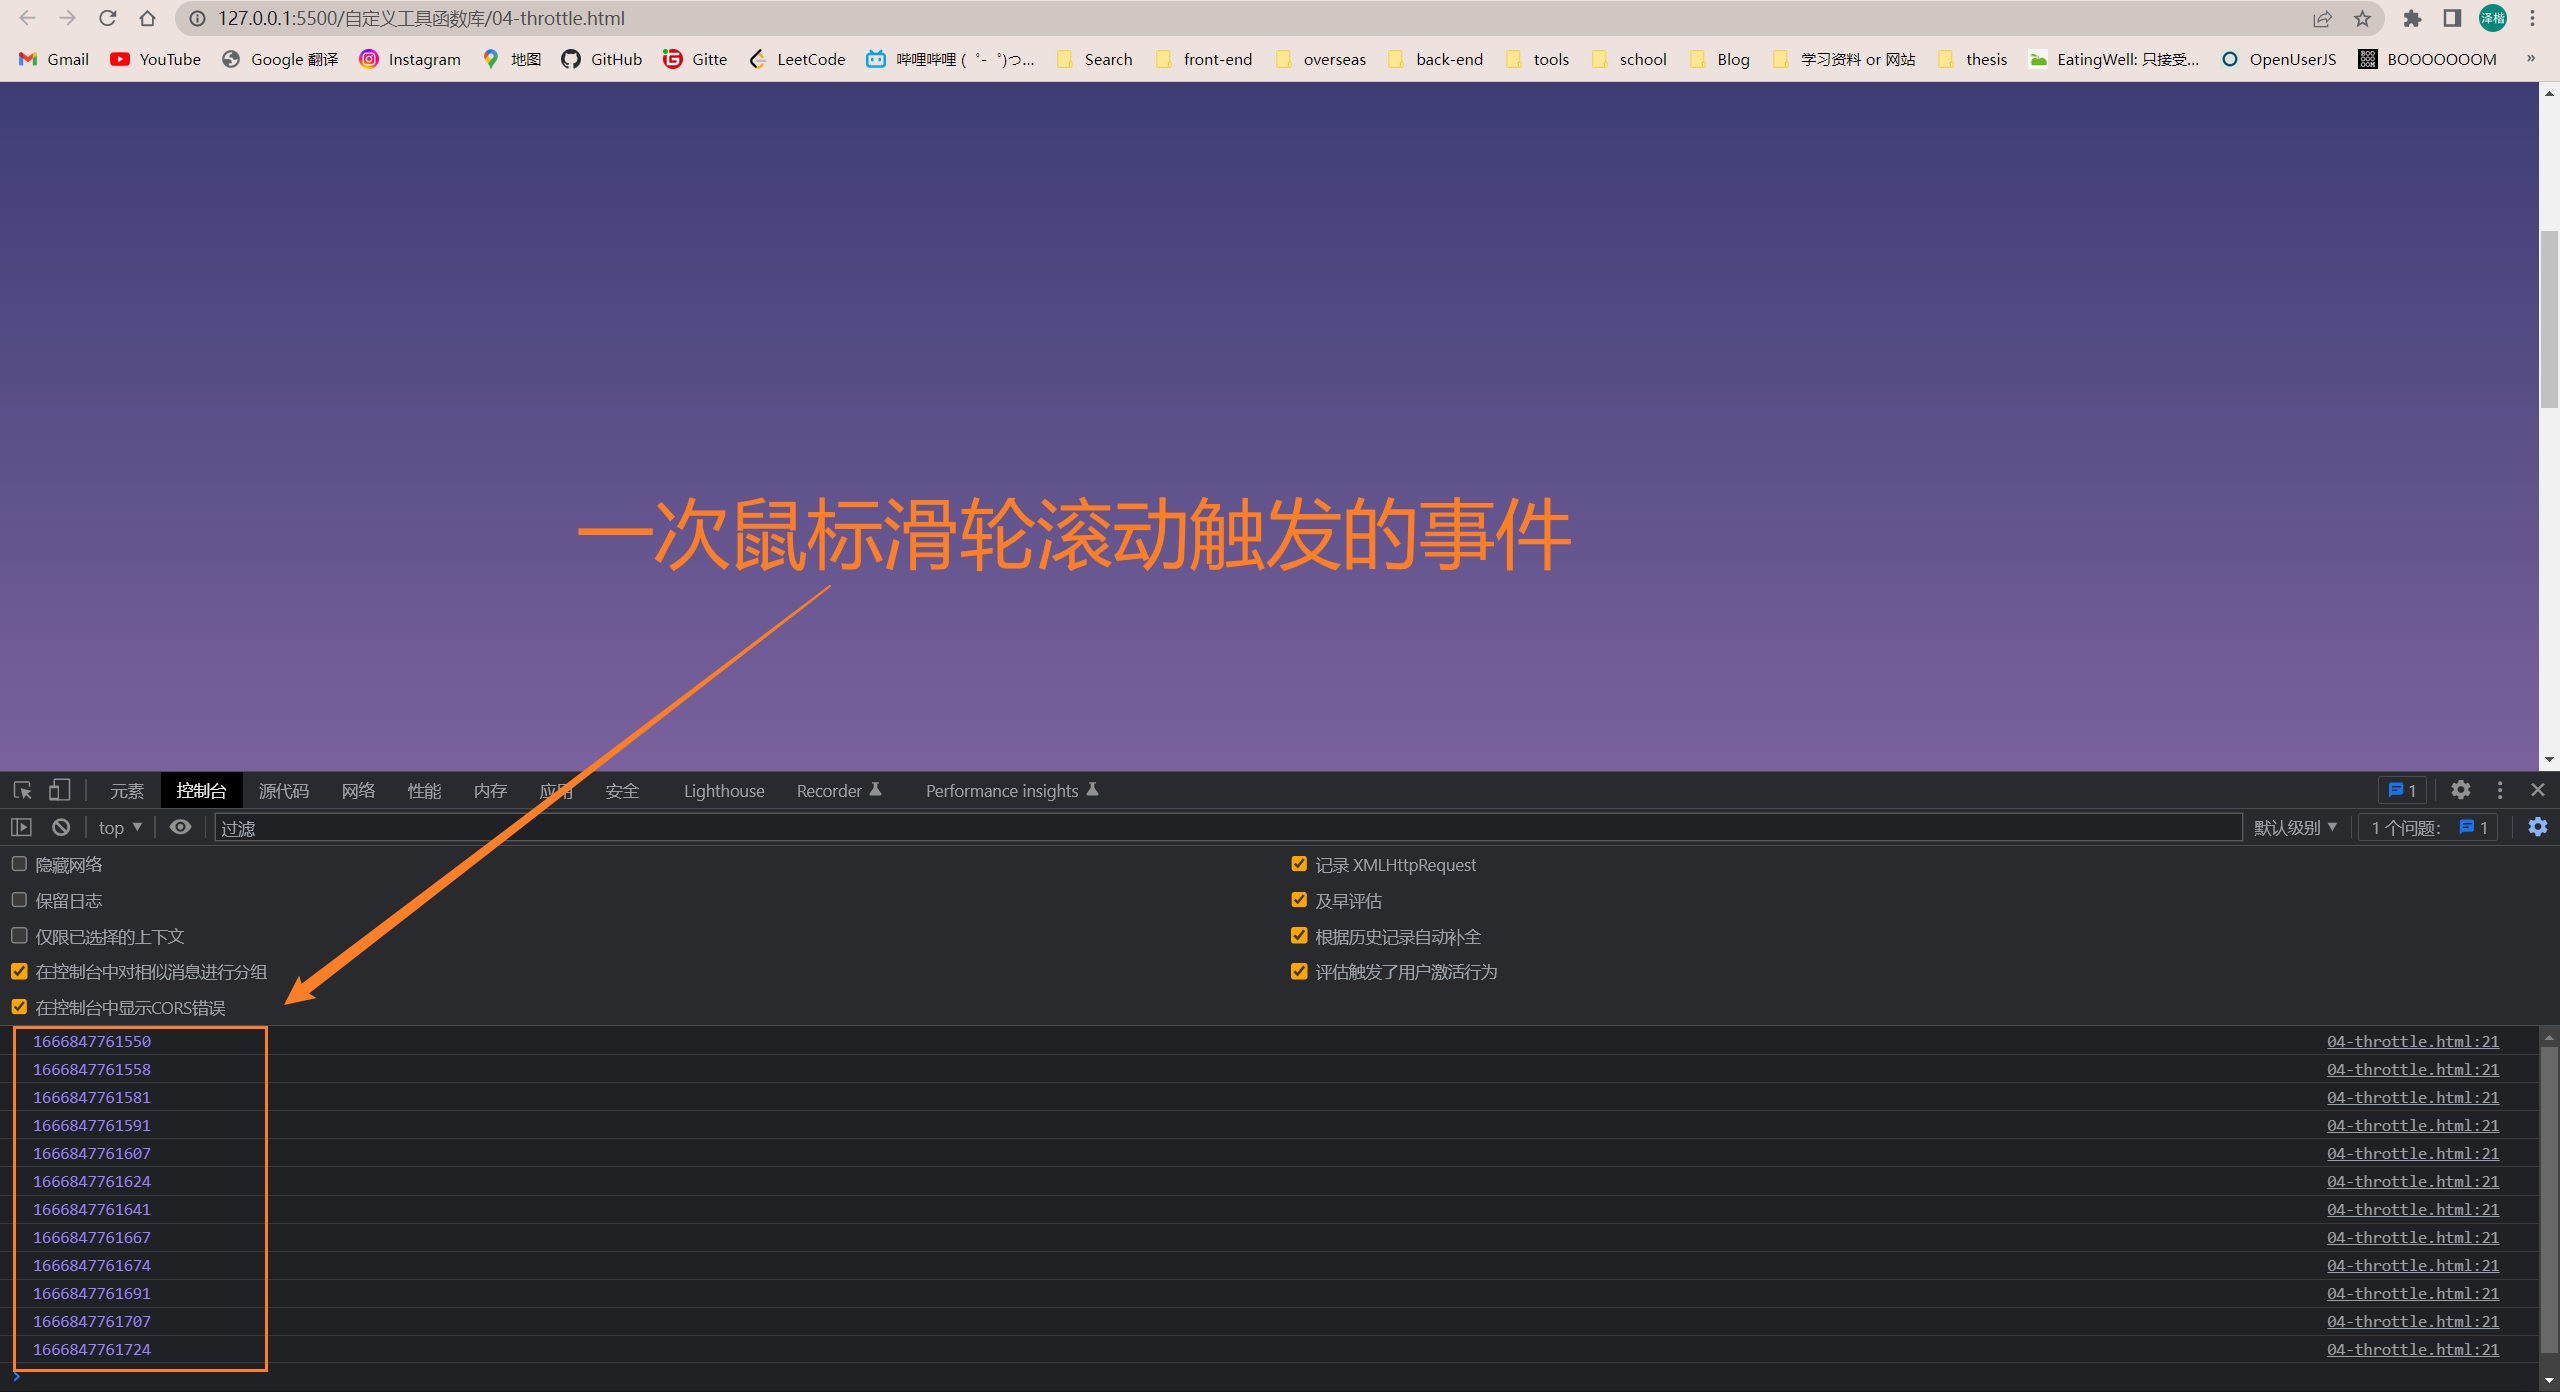 127.0.0.1:5500/自定义工具函数库/04-throttle.html
泽楷
Gmail YouTube Google 翻译 Instagram 地图 GitHub Gitte LeetCode 哔哩哔哩 ( ゜- ゜)つ... Search front-end overseas back-end tools school Blog 学习资料 or 网站 thesis EatingWell: 只接受... OpenUserJS BOOOOOOOM »
一次鼠标滑轮滚动触发的事件
元素 控制台 源代码 网络 性能 内存 应用 安全 Lighthouse Recorder Performance insights 1
top 过滤 默认级别 1 个问题: 1
隐藏网络 记录 XMLHttpRequest
保留日志 及早评估
仅限已选择的上下文 根据历史记录自动补全
在控制台中对相似消息进行分组 评估触发了用户激活行为
在控制台中显示CORS错误
1666847761550 04-throttle.html:21
1666847761558 04-throttle.html:21
1666847761581 04-throttle.html:21
1666847761591 04-throttle.html:21
1666847761607 04-throttle.html:21
1666847761624 04-throttle.html:21
1666847761641 04-throttle.html:21
1666847761667 04-throttle.html:21
1666847761674 04-throttle.html:21
1666847761691 04-throttle.html:21
1666847761707 04-throttle.html:21
1666847761724 04-throttle.html:21